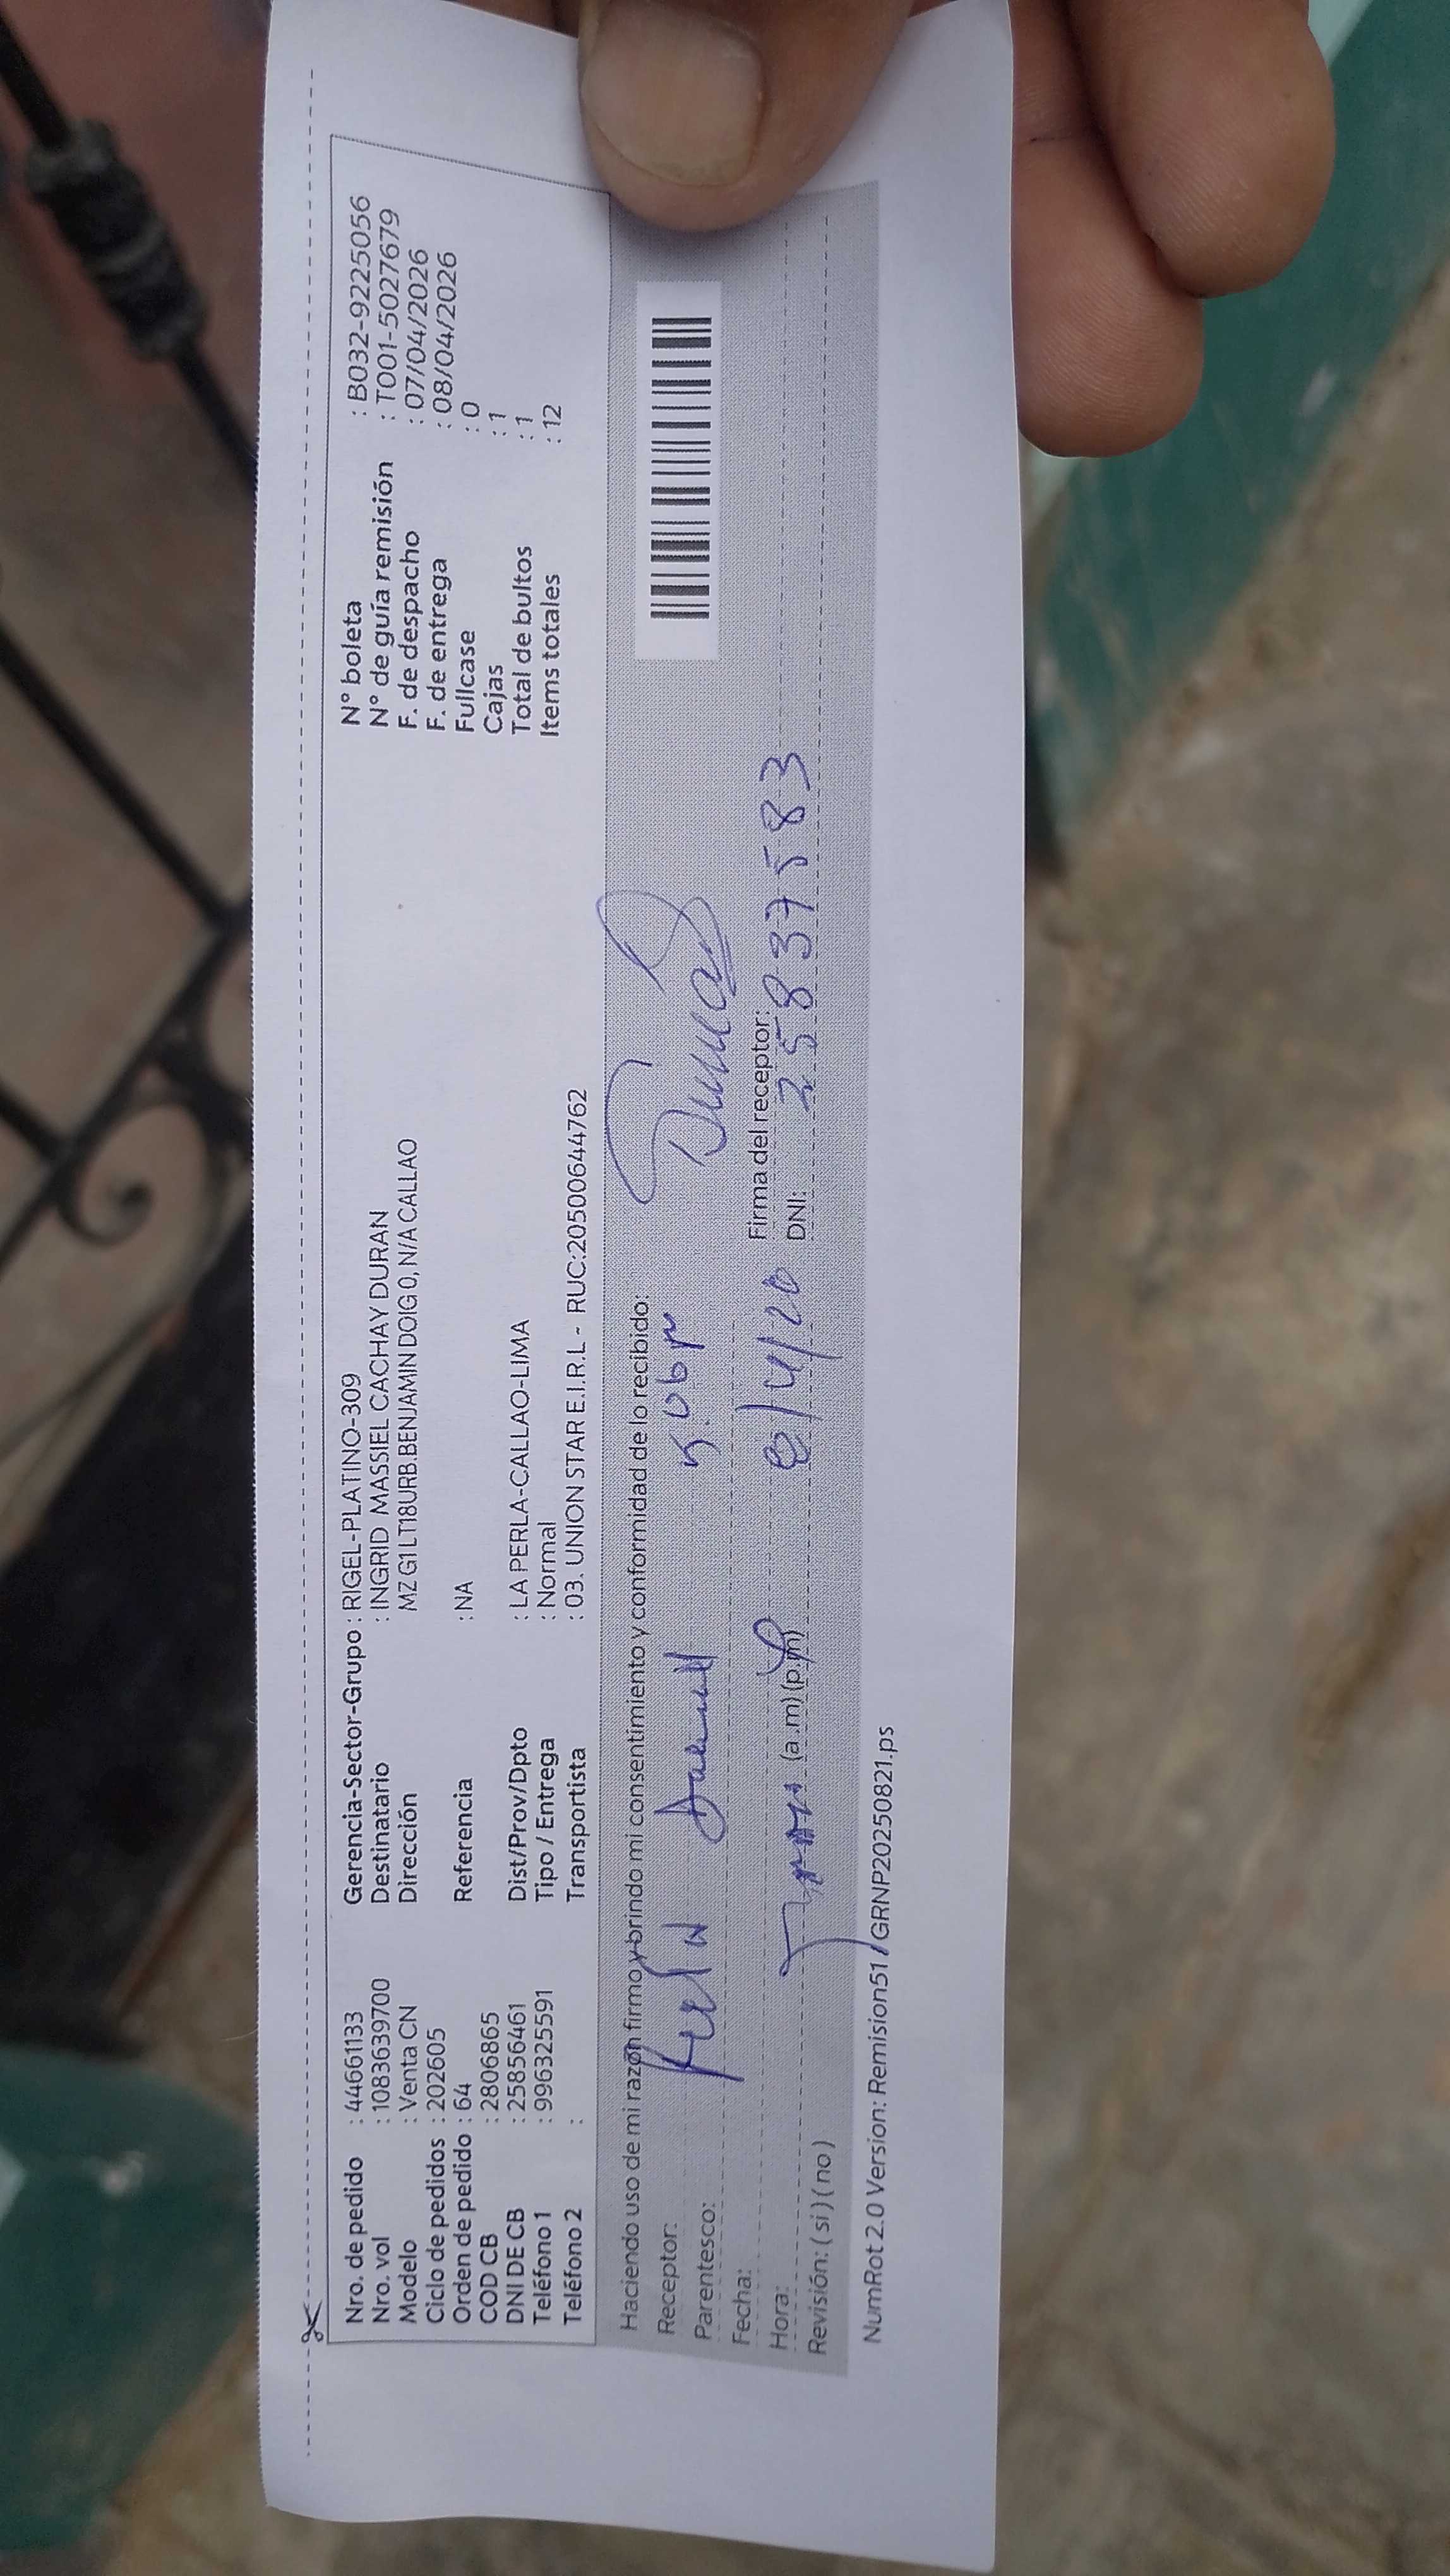 Nro. de pedido : 44661133 Gerencia-Sector-Grupo : RIGEL-PLATINO-309 N° boleta : B032-9225056
Nro. vol : 1083639700 Destinatario : INGRID MASSIEL CACHAY DURAN N° de guía remisión : T001-5027679
Modelo : Venta CN Dirección MZ G1 LT18URB.BENJAMIN DOIG 0, N/A CALLAO F. de despacho : 07/04/2026
Ciclo de pedidos : 202605 F. de entrega : 08/04/2026
Orden de pedido : 64 Referencia : NA Fullcase : 0
COD CB : 2806865 Cajas : 1
DNI DE CB : 25856461 Dist/Prov/Dpto : LA PERLA-CALLAO-LIMA Total de bultos : 1
Teléfono 1 : 996325591 Tipo / Entrega : Normal Items totales : 12
Teléfono 2 : Transportista : 03. UNION STAR E.I.R.L - RUC:20500644762
Haciendo uso de mi razón firmo y brindo mi consentimiento y conformidad de lo recibido:
Receptor:
Parentesco:
Fecha: Firma del receptor:
Hora: (a.m) (p.m) DNI: 25837583
Revisión: ( si ) ( no )
NumRot 2.0 Version: Remision51 / GRNP20250821.ps